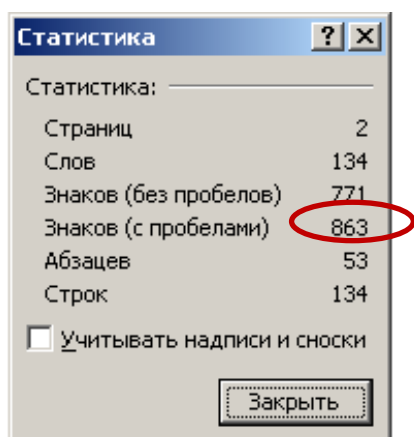 Статистика
Статистика:
Страниц 2
Слов 134
Знаков (без пробелов) 771
Знаков (с пробелами) 863
Абзацев 53
Строк 134
Учитывать надписи и сноски
Закрыть